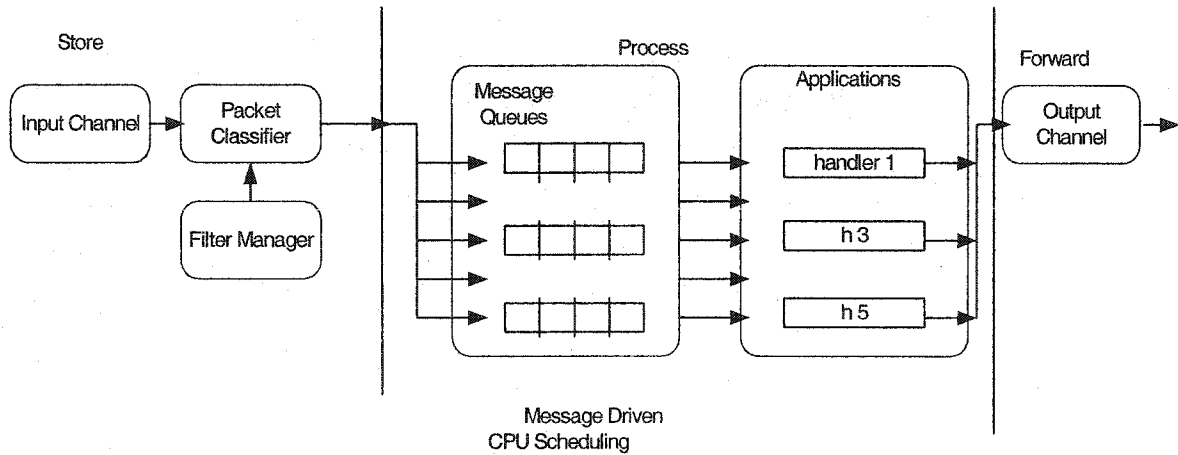 Store
Process
Forward
Input Channel
Packet
Classifier
Filter Manager
Message
Queues
Applications
handler 1
h 3
h 5
Output
Channel
Message Driven
CPU Scheduling